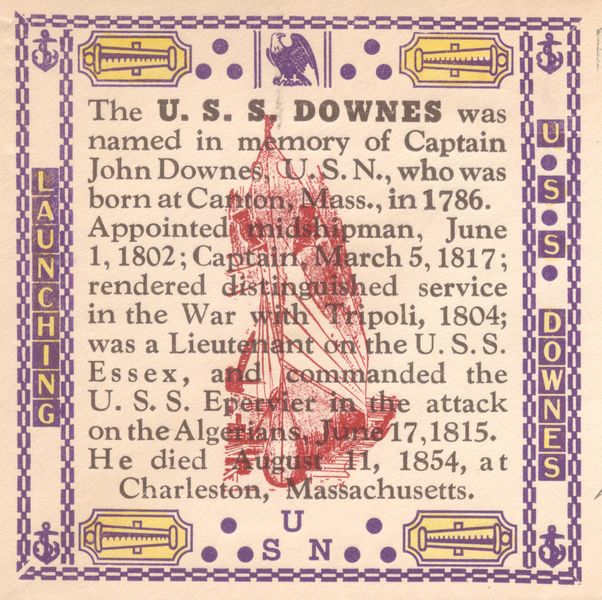 The U. S. S. DOWNES was
named in memory of Captain
John Downes, U. S. N., who was
born at Canton, Mass., in 1786.
Appointed midshipman, June
1, 1802; Captain, March 5, 1817;
rendered distinguished service
in the War with Tripoli, 1804;
was a Lieutenant on the U. S. S.
Essex, and commanded the
U. S. S. Epervier in the attack
on the Algerians, June 17, 1815.
He died August 11, 1854, at
Charleston, Massachusetts.
LAUNCHING
U•S•S• DOWNES
U
S N